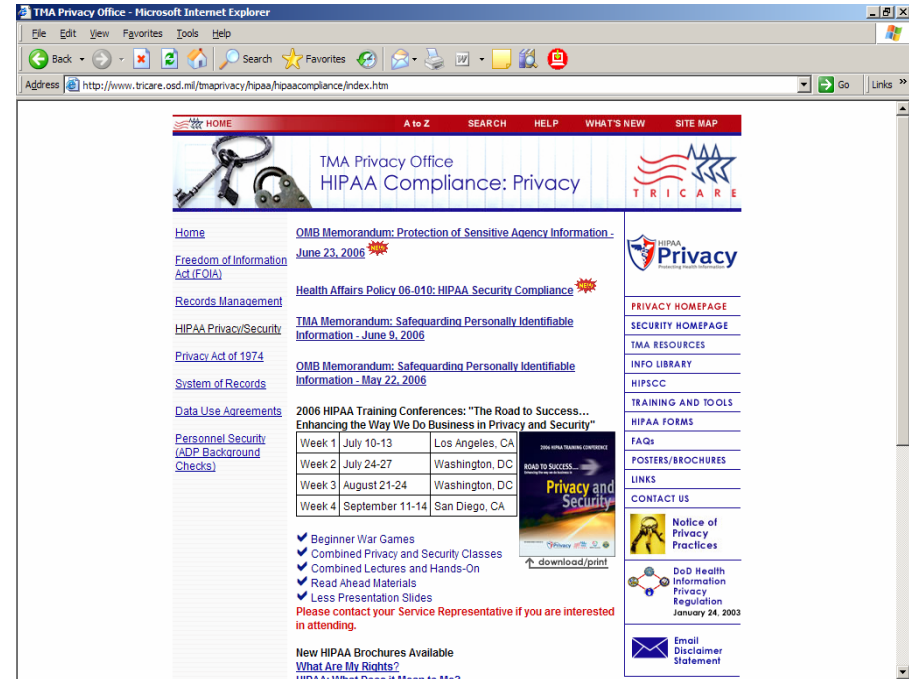 TMA Privacy Office - Microsoft Internet Explorer
File Edit View Favorites Tools Help
Back Search Favorites
Address http://www.tricare.osd.mil/tmaprivacy/hipaa/hipaacompliance/index.htm Go Links »
HOME A to Z SEARCH HELP WHAT'S NEW SITE MAP
TMA Privacy Office
HIPAA Compliance: Privacy
TRICARE
Home
Freedom of Information
Act (FOIA)
Records Management
HIPAA Privacy/Security
Privacy Act of 1974
System of Records
Data Use Agreements
Personnel Security
(ADP Background
Checks)
OMB Memorandum: Protection of Sensitive Agency Information -
June 23, 2006 NEW
Health Affairs Policy 06-010: HIPAA Security Compliance NEW
TMA Memorandum: Safeguarding Personally Identifiable
Information - June 9, 2006
OMB Memorandum: Safeguarding Personally Identifiable
Information - May 22, 2006
2006 HIPAA Training Conferences: "The Road to Success...
Enhancing the Way We Do Business in Privacy and Security"
Week 1 July 10-13 Los Angeles, CA
Week 2 July 24-27 Washington, DC
Week 3 August 21-24 Washington, DC
Week 4 September 11-14 San Diego, CA
2006 HIPAA TRAINING CONFERENCE
ROAD TO SUCCESS...
Privacy and
Security
download/print
Beginner War Games
Combined Privacy and Security Classes
Combined Lectures and Hands-On
Read Ahead Materials
Less Presentation Slides
Please contact your Service Representative if you are interested
in attending.
New HIPAA Brochures Available
What Are My Rights?
HIPAA: What Does it Mean to Me?
HIPAA
Privacy
Protecting Health Information
PRIVACY HOMEPAGE
SECURITY HOMEPAGE
TMA RESOURCES
INFO LIBRARY
HIPSCC
TRAINING AND TOOLS
HIPAA FORMS
FAQs
POSTERS/BROCHURES
LINKS
CONTACT US
Notice of
Privacy
Practices
DoD Health
Information
Privacy
Regulation
January 24, 2003
Email
Disclaimer
Statement